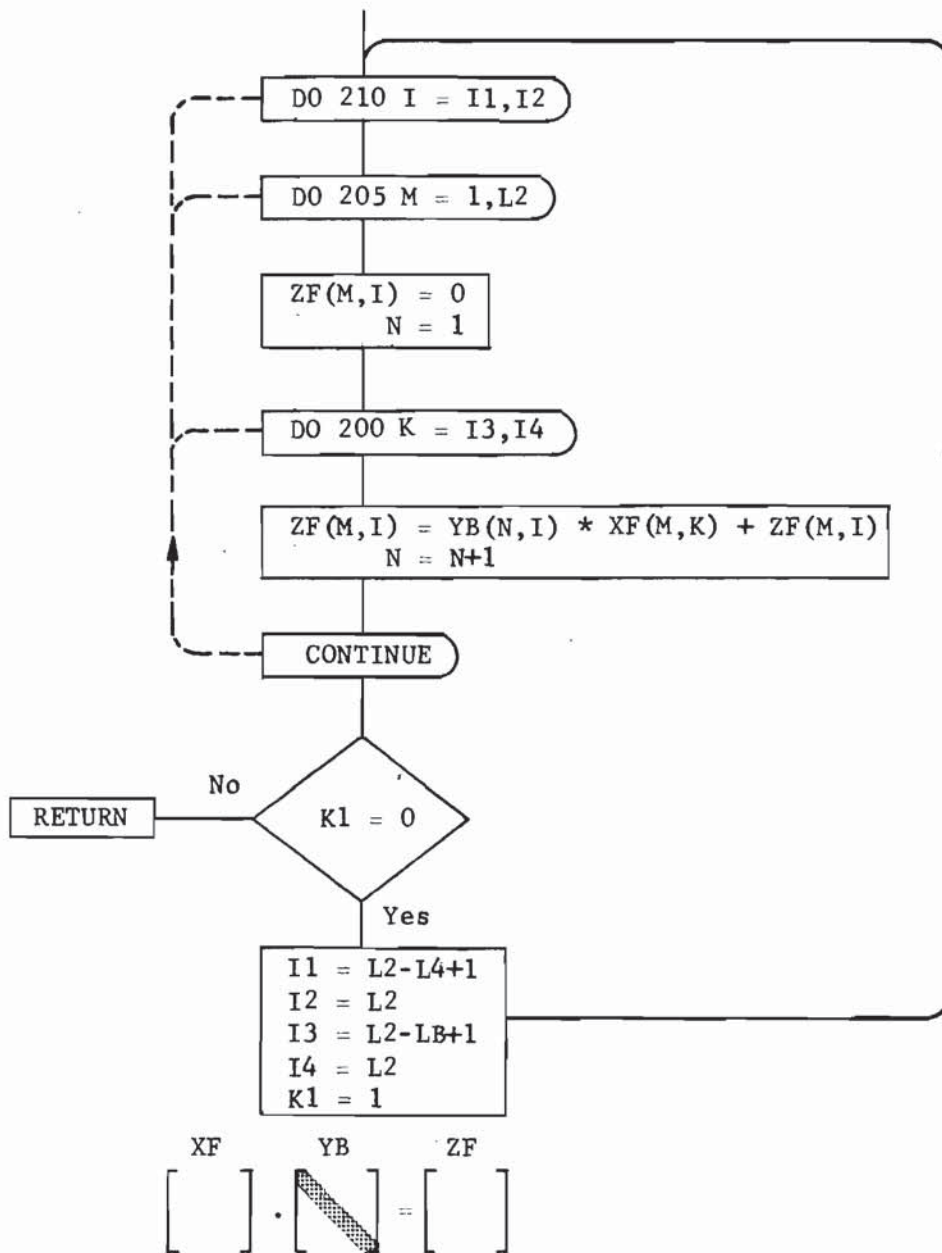 DO 210 I = I1,I2
DO 205 M = 1,L2
ZF(M,I) = 0
N = 1
DO 200 K = I3,I4
ZF(M,I) = YB(N,I) * XF(M,K) + ZF(M,I)
N = N+1
CONTINUE
No
RETURN
K1 = 0
Yes
I1 = L2-L4+1
I2 = L2
I3 = L2-LB+1
I4 = L2
K1 = 1
XF YB ZF
[ ] . [ ] = [ ]